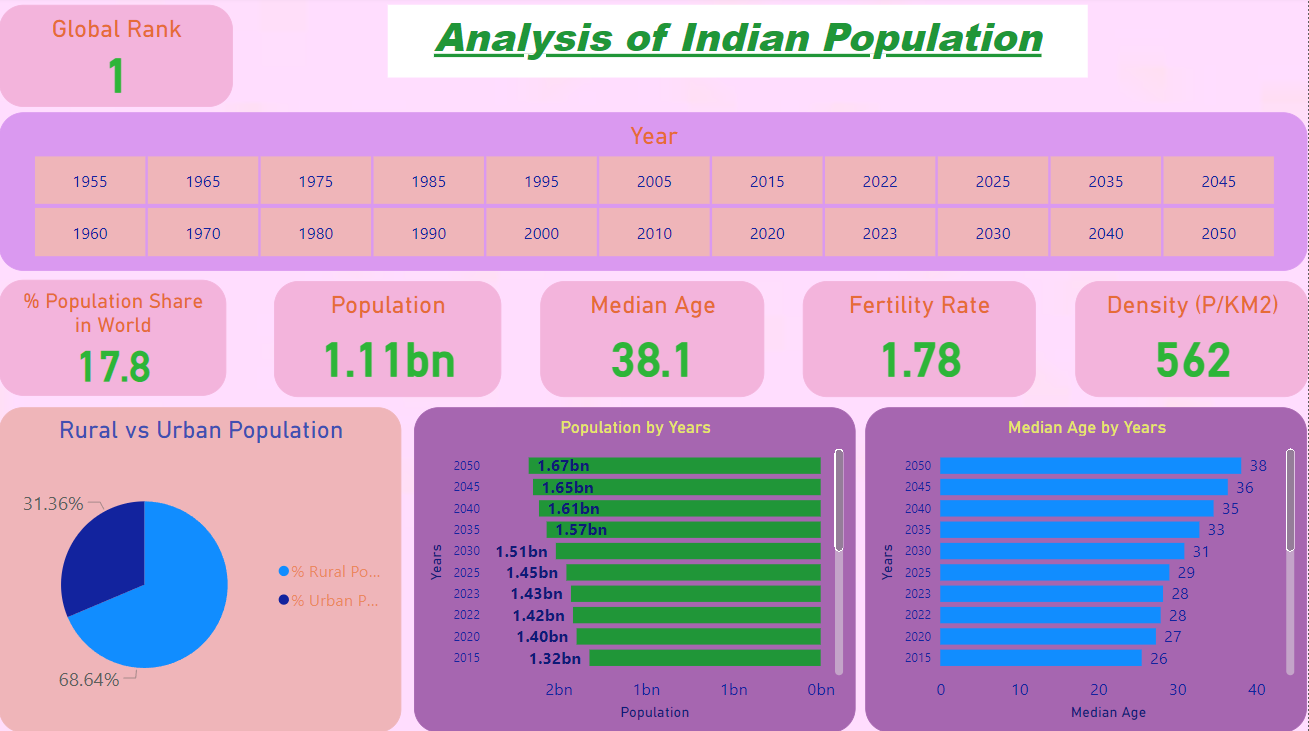 Global Rank
1
Analysis of Indian Population
Year
1955 1965 1975 1985 1995 2005 2015 2022 2025 2035 2045
1960 1970 1980 1990 2000 2010 2020 2023 2030 2040 2050
% Population Share
in World
17.8
Population
1.11bn
Median Age
38.1
Fertility Rate
1.78
Density (P/KM2)
562
Rural vs Urban Population
31.36%
68.64%
% Rural Po...
% Urban P...
Population by Years
Years
2050 1.67bn
2045 1.65bn
2040 1.61bn
2035 1.57bn
2030 1.51bn
2025 1.45bn
2023 1.43bn
2022 1.42bn
2020 1.40bn
2015 1.32bn
2bn 1bn 1bn 0bn
Population
Median Age by Years
Years
2050 38
2045 36
2040 35
2035 33
2030 31
2025 29
2023 28
2022 28
2020 27
2015 26
0 10 20 30 40
Median Age